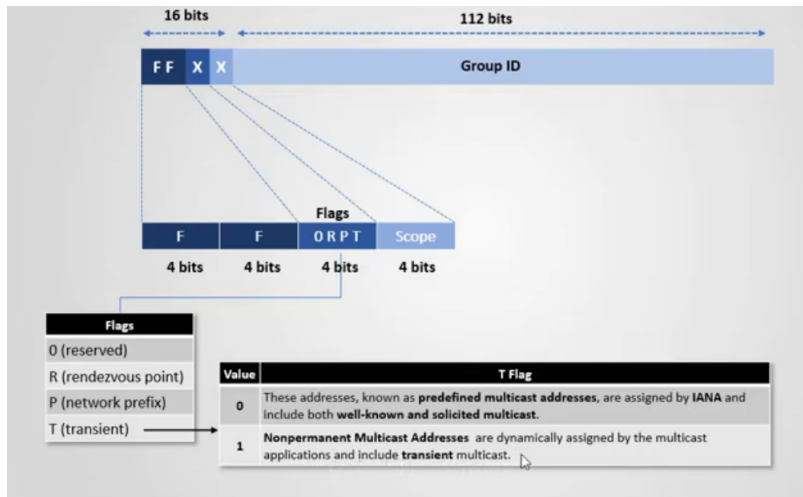 16 bits
112 bits
F F X X Group ID
Flags
F F 0 R P T Scope
4 bits 4 bits 4 bits 4 bits
Flags
0 (reserved)
R (rendezvous point)
P (network prefix)
T (transient)
Value T Flag
0 These addresses, known as predefined multicast addresses, are assigned by IANA and
include both well-known and solicited multicast.
1 Nonpermanent Multicast Addresses are dynamically assigned by the multicast
applications and include transient multicast.